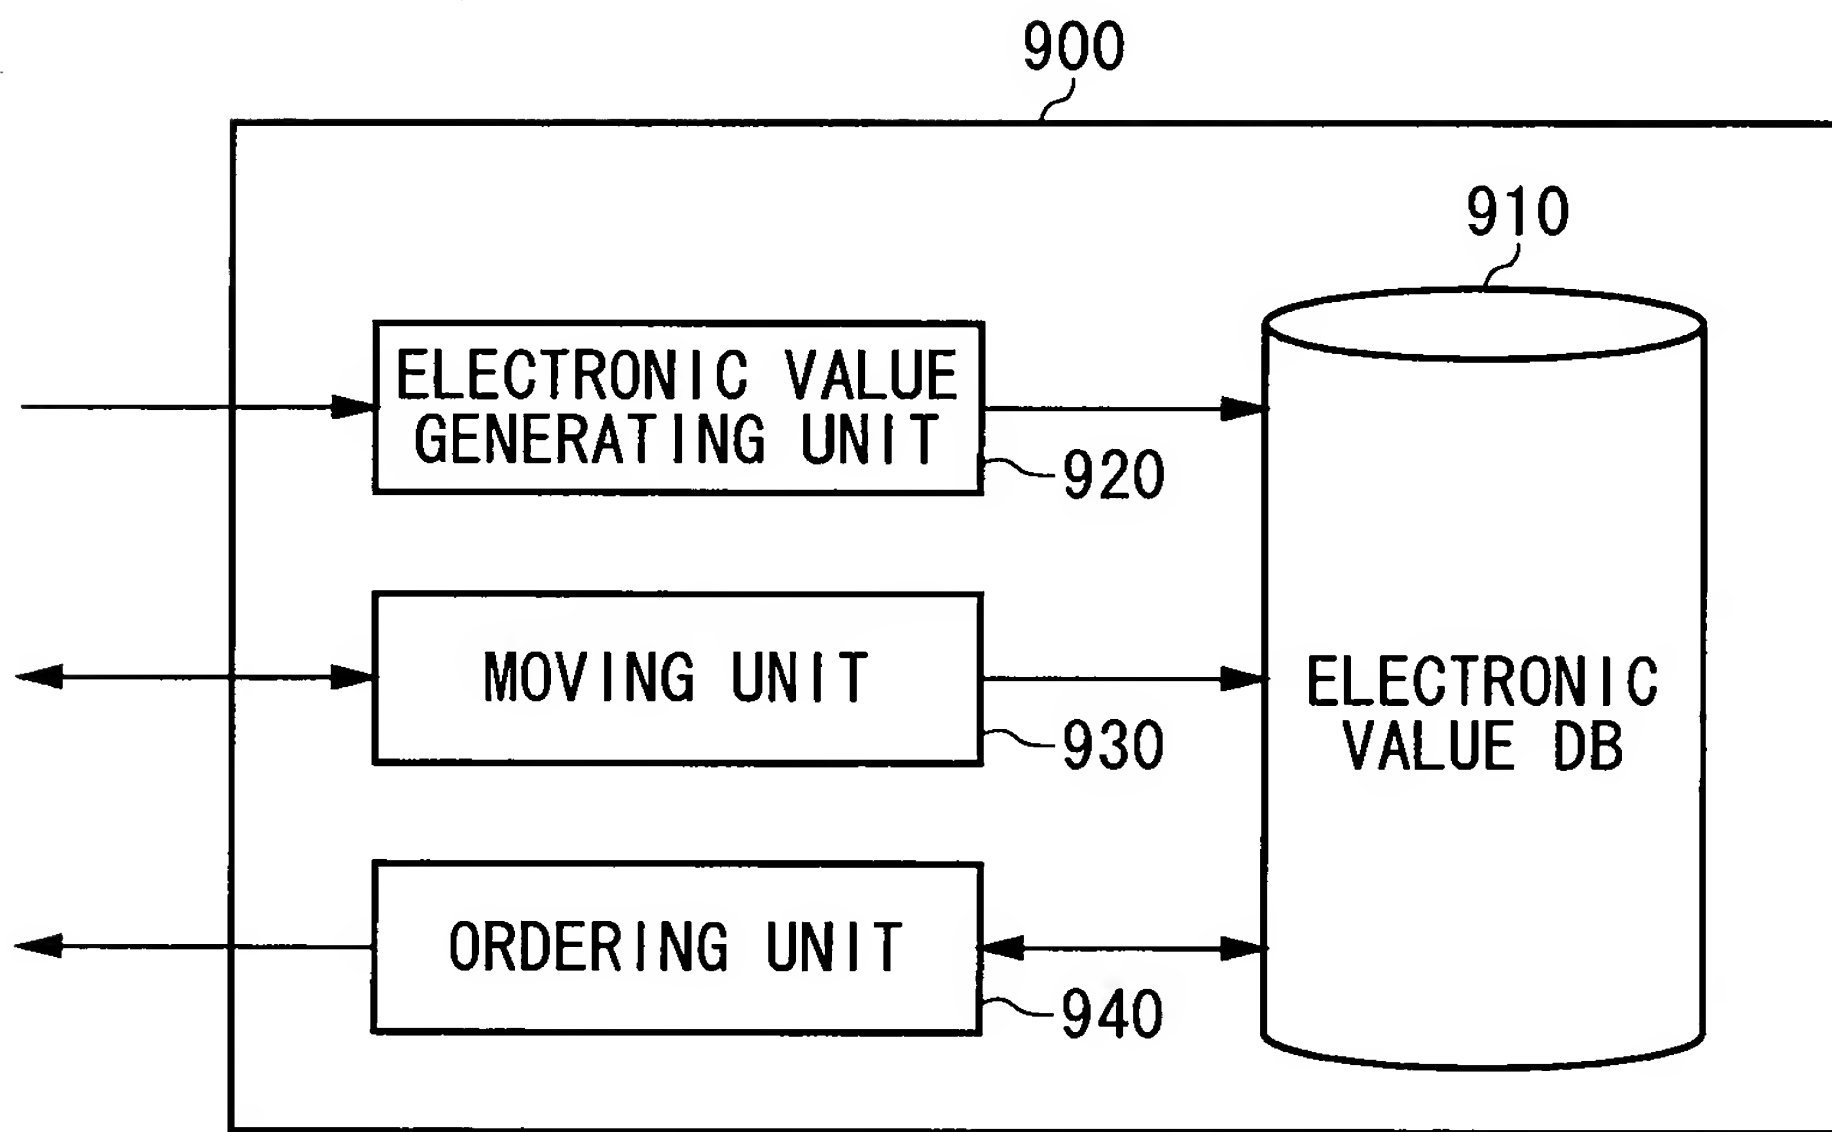 900
910
ELECTRONIC VALUE
GENERATING UNIT
920
MOVING UNIT
930
ELECTRONIC
VALUE DB
ORDERING UNIT
940